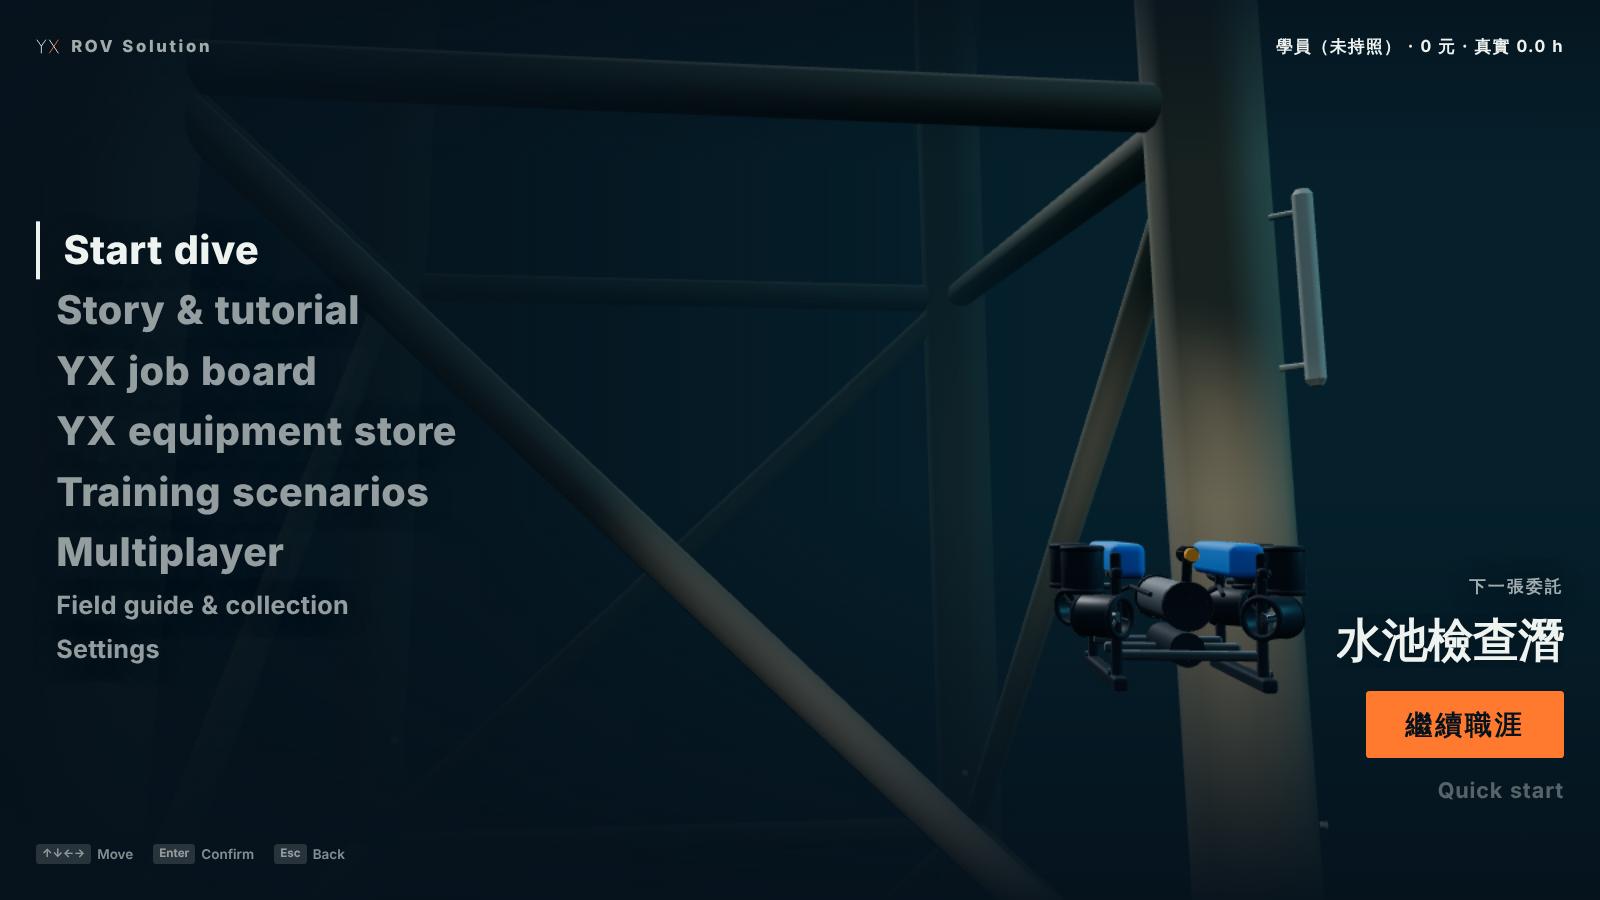 YX ROV Solution
學員（未持照） · 0 元 · 真實 0.0 h
Start dive
Story & tutorial
YX job board
YX equipment store
Training scenarios
Multiplayer
Field guide & collection
Settings
下一張委託
水池檢查潛
繼續職涯
Quick start
↑↓←→ Move Enter Confirm Esc Back